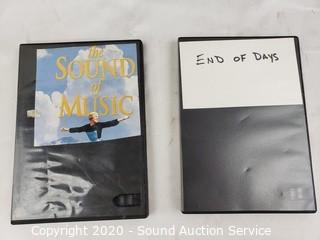 the
SOUND
of
MUSIC
END OF DAYS
Copyright 2020 - Sound Auction Service